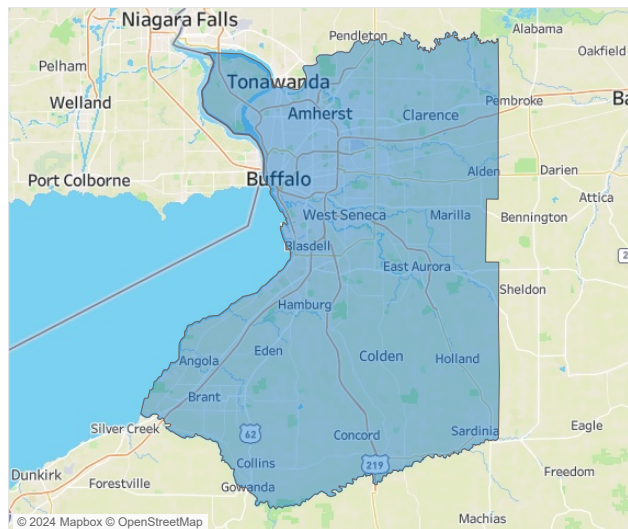 Niagara Falls
Pendleton
Alabama
Oakfield
Pelham
Tonawanda
Welland
Amherst
Clarence
Pembroke
Ba
Port Colborne
Buffalo
Alden
Darien
Attica
West Seneca
Marilla
Bennington
Blasdell
East Aurora
Sheldon
Hamburg
Eden
Angola
Colden
Holland
Brant
Silver Creek
62
Concord
Sardinia
Eagle
Collins
219
Dunkirk
Forestville
Gowanda
Freedom
Machias
© 2024 Mapbox © OpenStreetMap